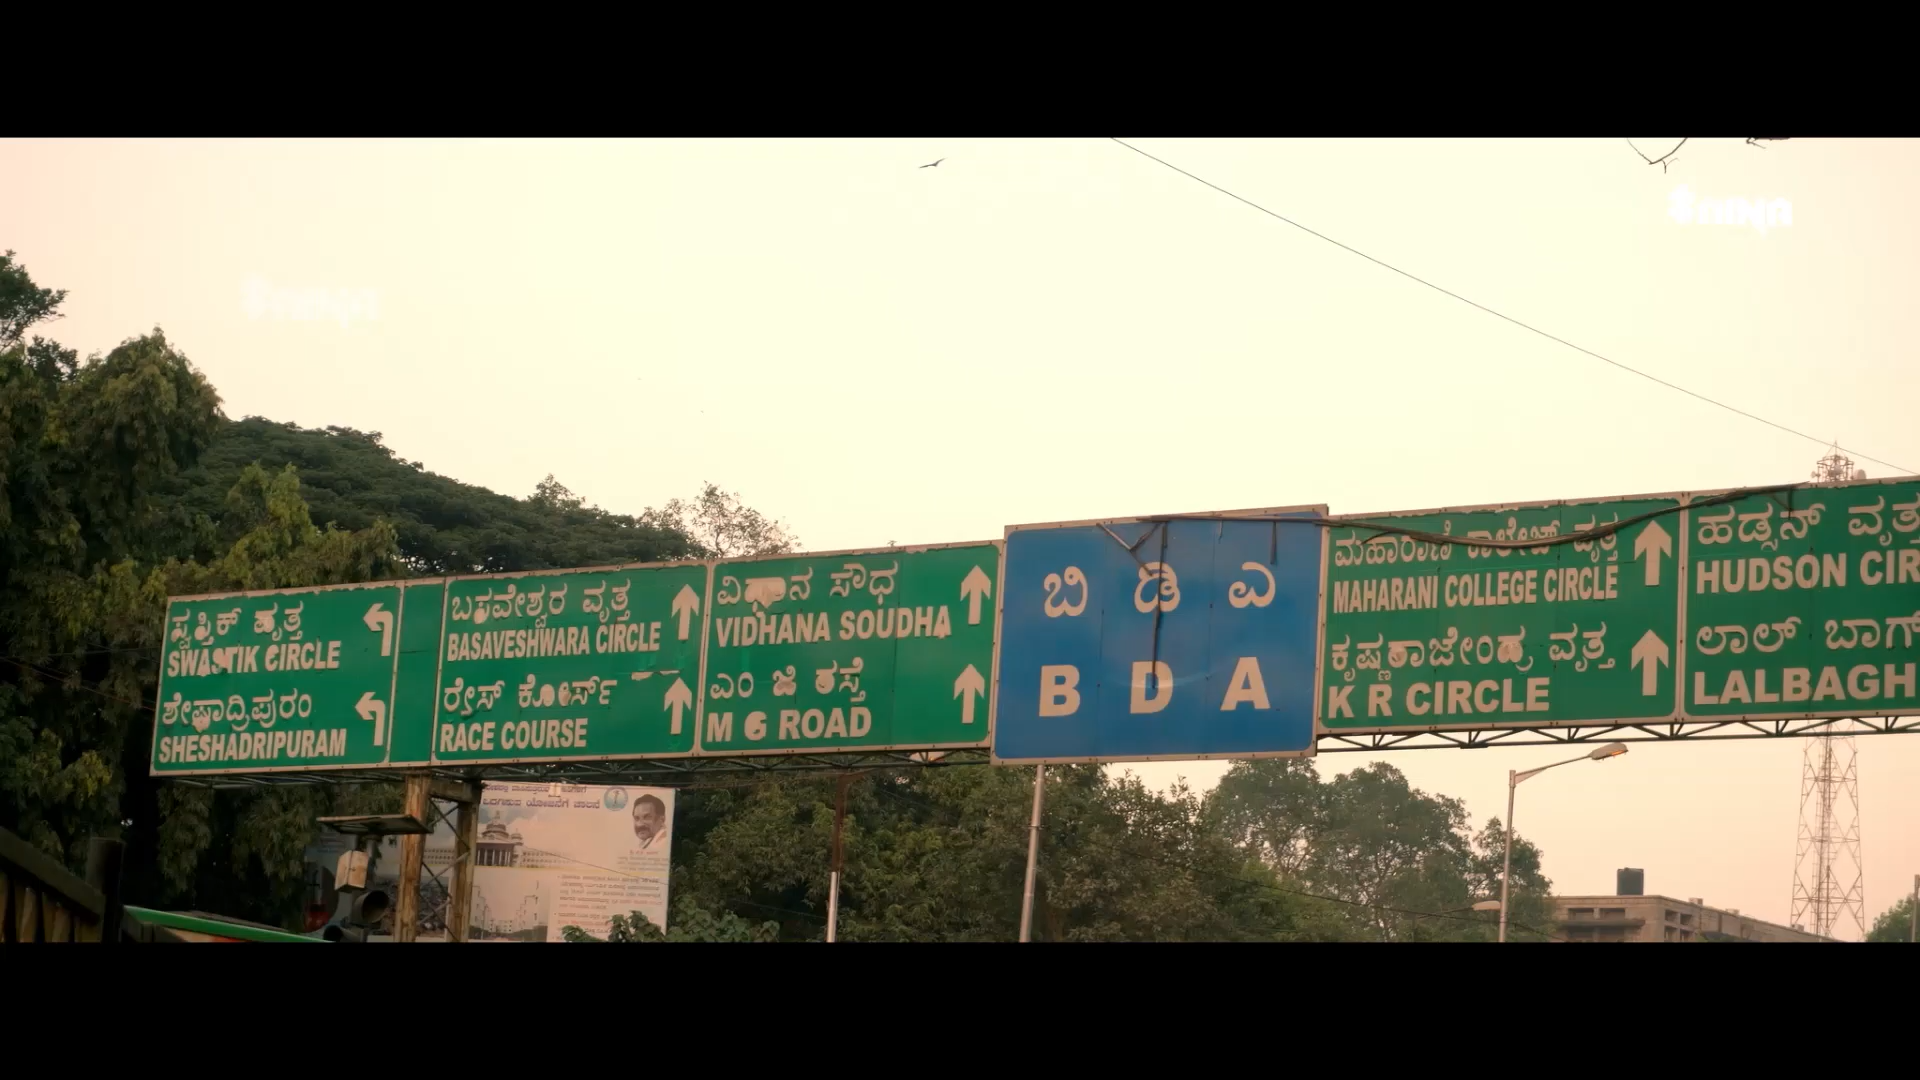 ಸ್ವಸ್ತಿಕ್ ವೃತ್ತ
SWASTIK CIRCLE
ಶೇಷಾದ್ರಿಪುರಂ
SHESHADRIPURAM
ಬಸವೇಶ್ವರ ವೃತ್ತ
BASAVESHWARA CIRCLE
ರೇಸ್ ಕೋರ್ಸ್
RACE COURSE
ವಿಧಾನ ಸೌಧ
VIDHANA SOUDHA
ಎಂ ಜಿ ರಸ್ತೆ
M G ROAD
ಬಿ ಡಿ ಎ
B D A
ಮಹಾರಾಣಿ ಕಾಲೇಜ್ ವೃತ್ತ
MAHARANI COLLEGE CIRCLE
ಕೃಷ್ಣರಾಜೇಂದ್ರ ವೃತ್ತ
K R CIRCLE
ಹಡ್ಸನ್ ವೃತ್ತ
HUDSON CIR
ಲಾಲ್ ಬಾಗ್
LALBAGH